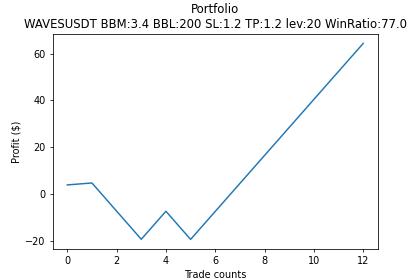 Portfolio
WAVESUSDT BBM:3.4 BBL:200 SL:1.2 TP:1.2 lev:20 WinRatio:77.0
60
40
20
0
−20
Profit ($)
0 2 4 6 8 10 12
Trade counts